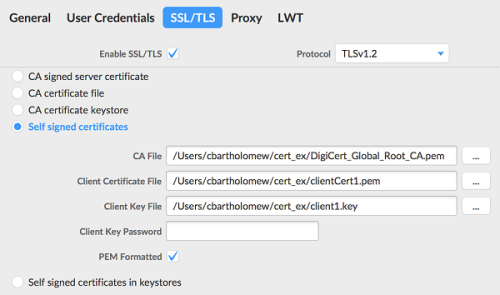 General User Credentials SSL/TLS Proxy LWT
Enable SSL/TLS Protocol TLSv1.2
CA signed server certificate
CA certificate file
CA certificate keystore
Self signed certificates
CA File /Users/cbartholomew/cert_ex/DigiCert_Global_Root_CA.pem ...
Client Certificate File /Users/cbartholomew/cert_ex/clientCert1.pem ...
Client Key File /Users/cbartholomew/cert_ex/client1.key ...
Client Key Password
PEM Formatted
Self signed certificates in keystores